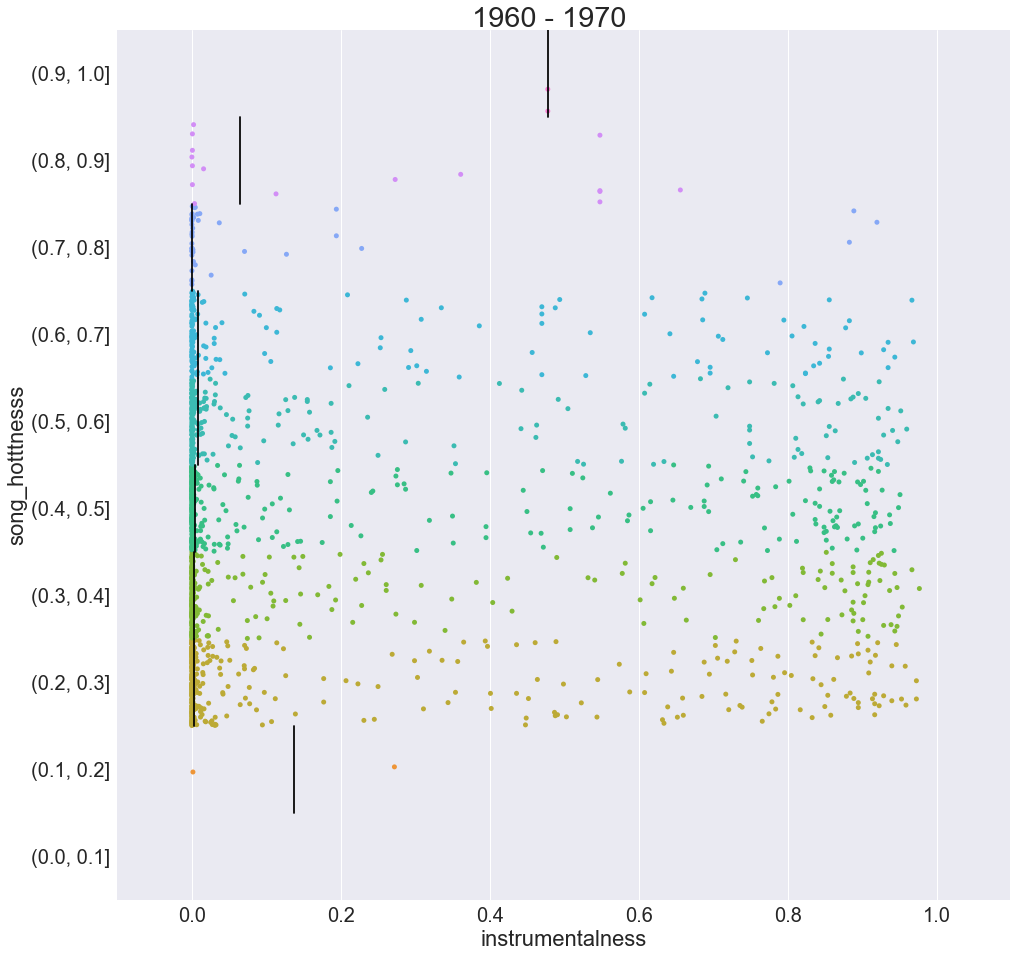 1960 - 1970
(0.9, 1.0]
(0.8, 0.9]
(0.7, 0.8]
(0.6, 0.7]
(0.5, 0.6]
(0.4, 0.5]
(0.3, 0.4]
(0.2, 0.3]
(0.1, 0.2]
(0.0, 0.1]
song_hotttnesss
0.0 0.2 0.4 0.6 0.8 1.0
instrumentalness